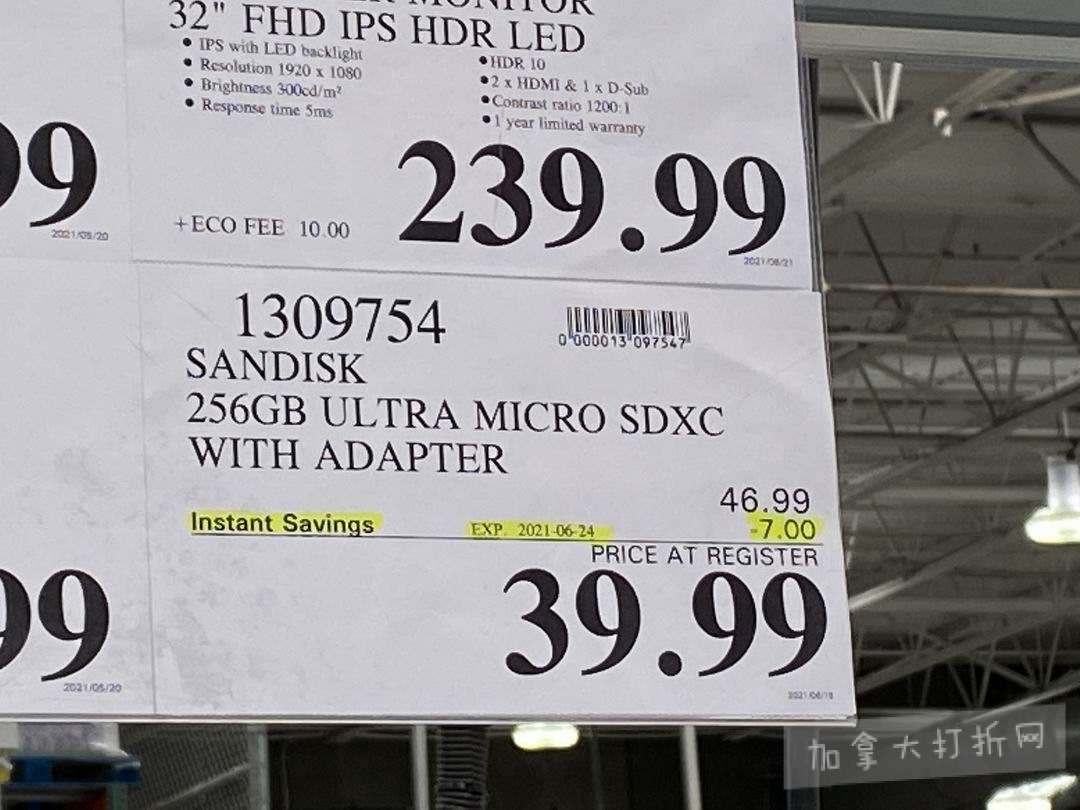 MONITOR
32" FHD IPS HDR LED
• IPS with LED backlight
• Resolution 1920 x 1080
• Brightness 300cd/m²
• Response time 5ms
• HDR 10
• 2 x HDMI & 1 x D-Sub
• Contrast ratio 1200:1
• 1 year limited warranty
99
2021/05/20
+ECO FEE 10.00
239.99
2021/06/21
1309754
0 000013 097547
SANDISK
256GB ULTRA MICRO SDXC
WITH ADAPTER
46.99
Instant Savings EXP. 2021-06-24 -7.00
PRICE AT REGISTER
39.99
99
2021/05/20
2021/06/18
加拿大打折网